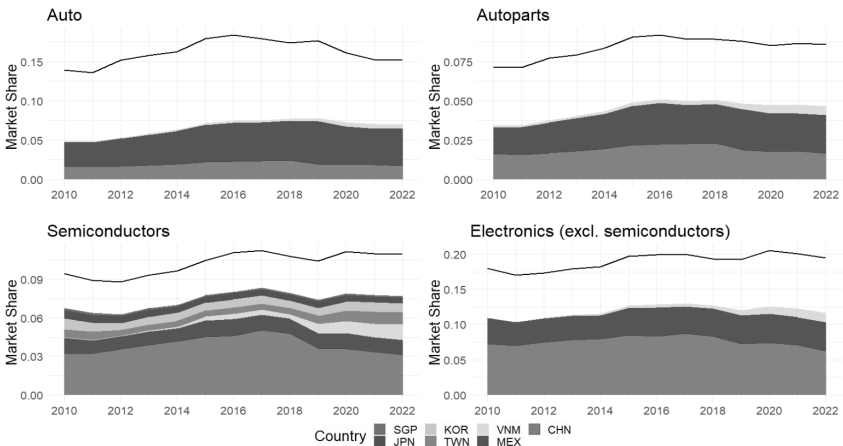 Auto
Market Share
0.15
0.10
0.05
0.00
2010 2012 2014 2016 2018 2020 2022
Autoparts
Market Share
0.075
0.050
0.025
0.000
2010 2012 2014 2016 2018 2020 2022
Semiconductors
Market Share
0.09
0.06
0.03
0.00
2010 2012 2014 2016 2018 2020 2022
Electronics (excl. semiconductors)
Market Share
0.20
0.15
0.10
0.05
0.00
2010 2012 2014 2016 2018 2020 2022
Country
SGP KOR VNM CHN
JPN TWN MEX